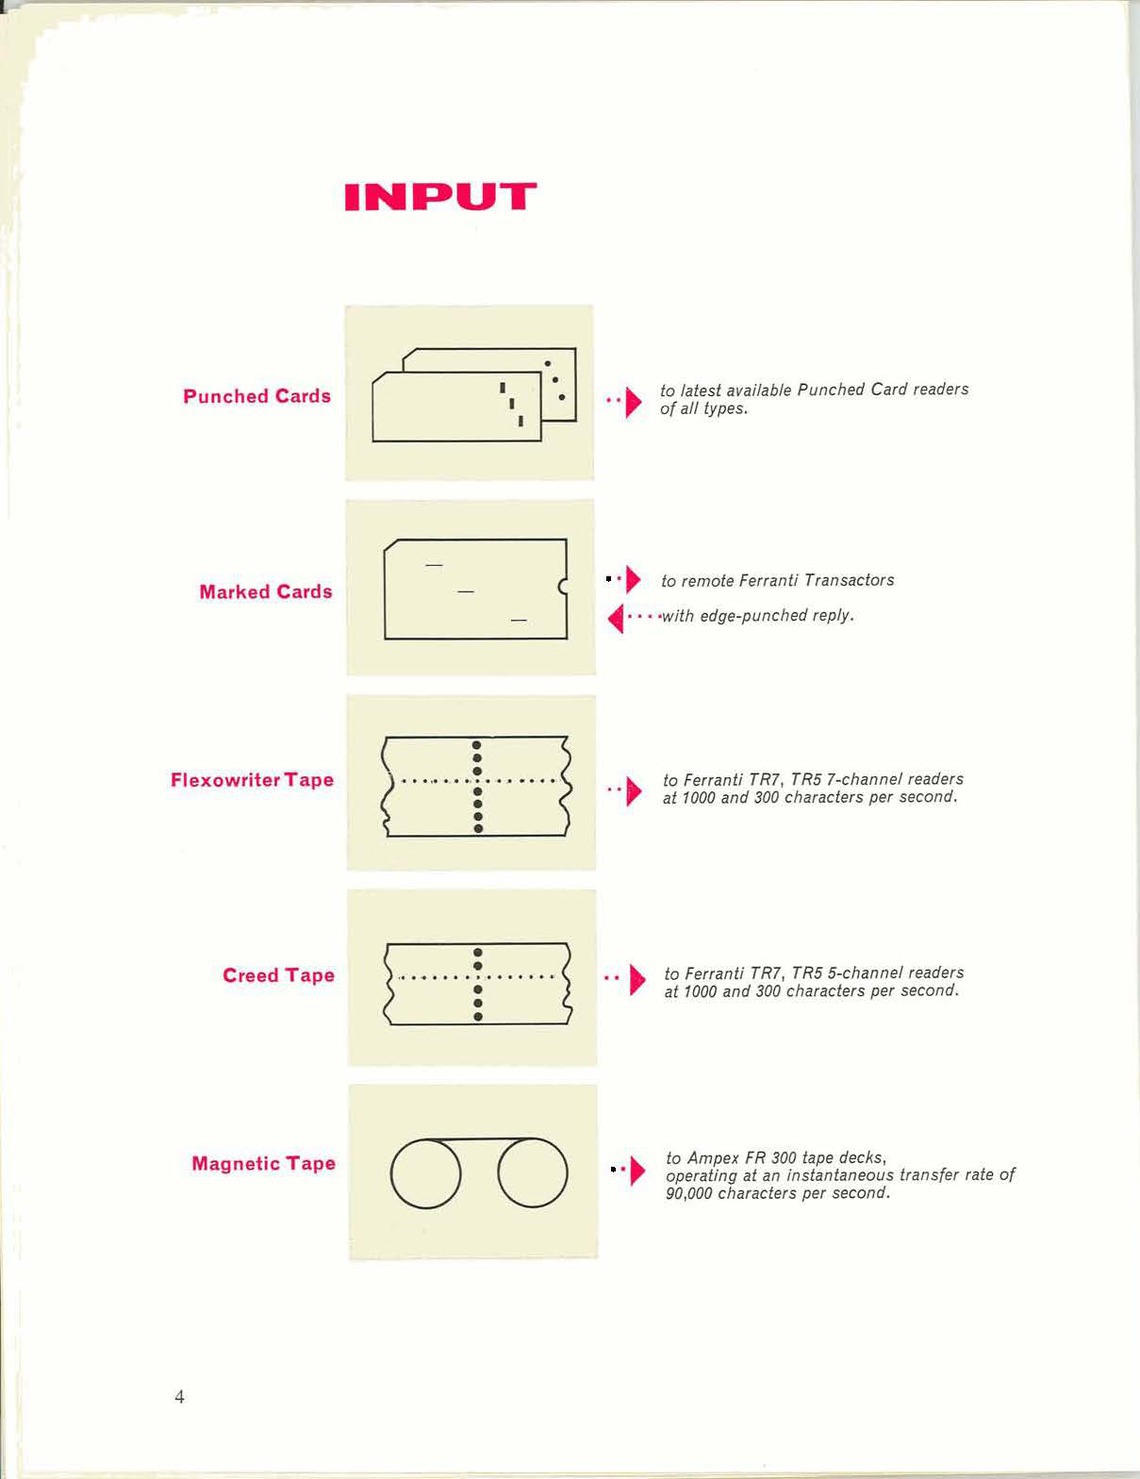 INPUT
Punched Cards
to latest available Punched Card readers
of all types.
Marked Cards
to remote Ferranti Transactors
with edge-punched reply.
Flexowriter Tape
to Ferranti TR7, TR5 7-channel readers
at 1000 and 300 characters per second.
Creed Tape
to Ferranti TR7, TR5 5-channel readers
at 1000 and 300 characters per second.
Magnetic Tape
to Ampex FR 300 tape decks,
operating at an instantaneous transfer rate of
90,000 characters per second.
4